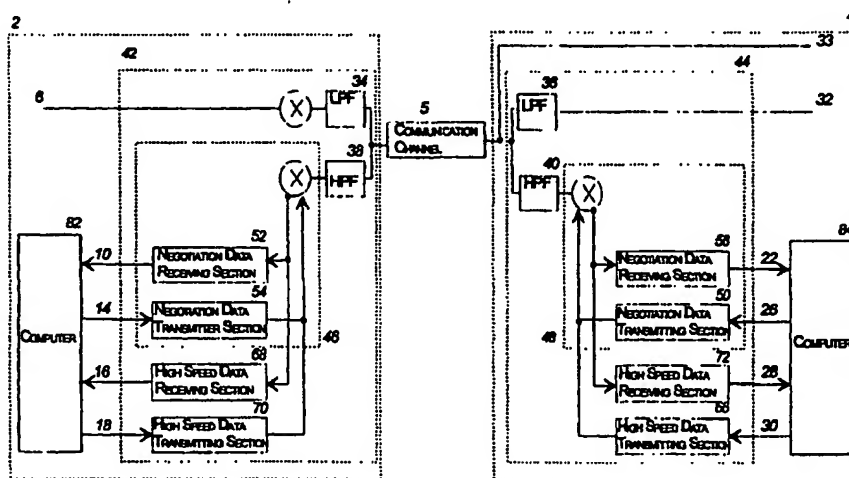 2
4
42
33
44
34
36
6
LPF
5
LPF
32
COMMUNICATION
CHANNEL
38
40
HPF
HPF
82
52
58
84
10
NEGOTIATION DATA
RECEIVING SECTION
NEGOTIATION DATA
RECEIVING SECTION
22
54
50
COMPUTER
14
NEGOTIATION DATA
TRANSMITTER SECTION
NEGOTIATION DATA
TRANSMITTING SECTION
26
COMPUTER
68
46
48
72
16
HIGH SPEED DATA
RECEIVING SECTION
HIGH SPEED DATA
RECEIVING SECTION
28
70
66
18
HIGH SPEED DATA
TRANSMITTING SECTION
HIGH SPEED DATA
TRANSMITTING SECTION
30